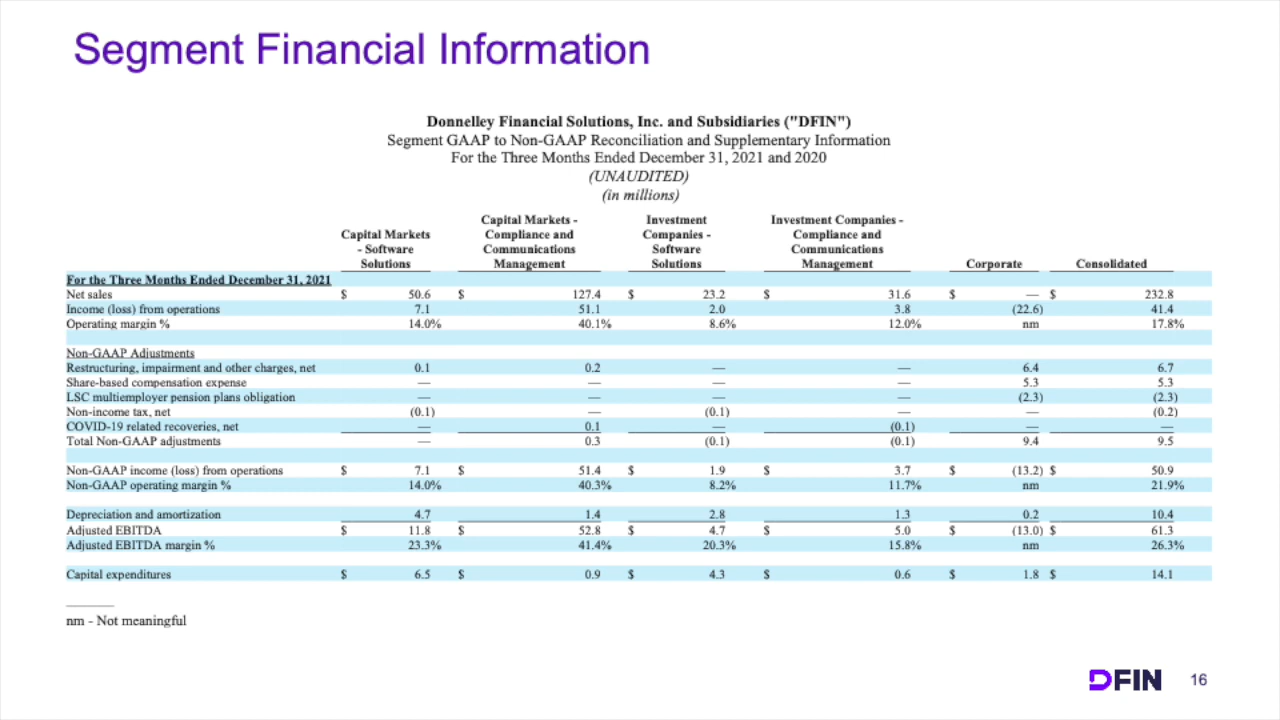 Segment Financial Information
Donnelley Financial Solutions, Inc. and Subsidiaries ("DFIN")
Segment GAAP to Non-GAAP Reconciliation and Supplementary Information
For the Three Months Ended December 31, 2021 and 2020
(UNAUDITED)
(in millions)
Capital Markets - Software Solutions Capital Markets - Compliance and Communications Management Investment Companies - Software Solutions Investment Companies - Compliance and Communications Management Corporate Consolidated
For the Three Months Ended December 31, 2021
Net sales $ 50.6 $ 127.4 $ 23.2 $ 31.6 $ — $ 232.8
Income (loss) from operations 7.1 51.1 2.0 3.8 (22.6) 41.4
Operating margin % 14.0% 40.1% 8.6% 12.0% nm 17.8%
Non-GAAP Adjustments
Restructuring, impairment and other charges, net 0.1 0.2 — — 6.4 6.7
Share-based compensation expense — — — — 5.3 5.3
LSC multiemployer pension plans obligation — — — — (2.3) (2.3)
Non-income tax, net (0.1) — (0.1) — — (0.2)
COVID-19 related recoveries, net — 0.1 — (0.1) — —
Total Non-GAAP adjustments — 0.3 (0.1) (0.1) 9.4 9.5
Non-GAAP income (loss) from operations $ 7.1 $ 51.4 $ 1.9 $ 3.7 $ (13.2) $ 50.9
Non-GAAP operating margin % 14.0% 40.3% 8.2% 11.7% nm 21.9%
Depreciation and amortization 4.7 1.4 2.8 1.3 0.2 10.4
Adjusted EBITDA $ 11.8 $ 52.8 $ 4.7 $ 5.0 $ (13.0) $ 61.3
Adjusted EBITDA margin % 23.3% 41.4% 20.3% 15.8% nm 26.3%
Capital expenditures $ 6.5 $ 0.9 $ 4.3 $ 0.6 $ 1.8 $ 14.1
nm - Not meaningful
DFIN 16